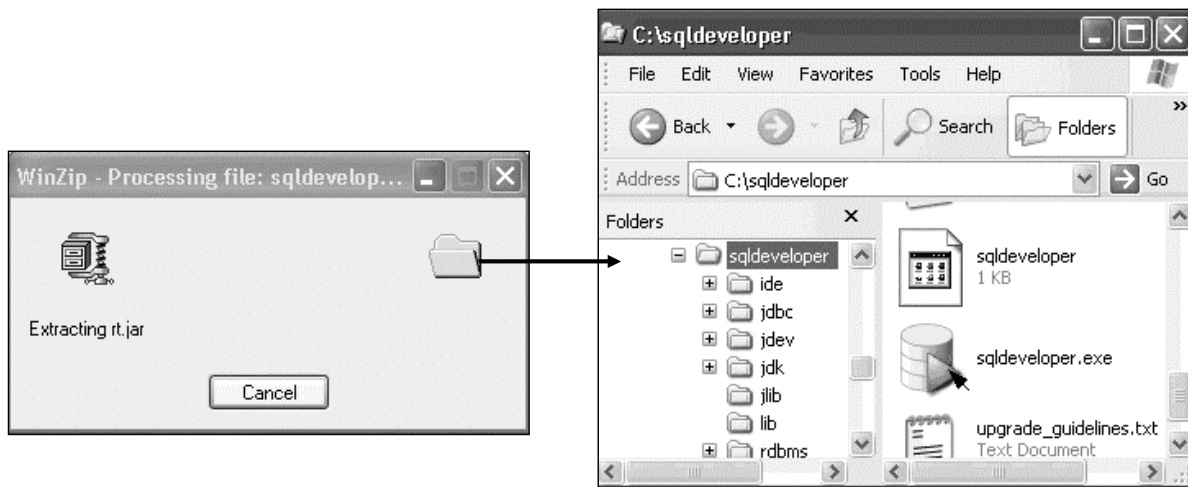 WinZip - Processing file: sqldevelop...
Extracting rt.jar
Cancel
C:\sqldeveloper
File Edit View Favorites Tools Help
Back Search Folders »
Address C:\sqldeveloper Go
Folders
sqldeveloper
ide
jdbc
jdev
jdk
jlib
lib
rdbms
sqldeveloper
1 KB
sqldeveloper.exe
upgrade_guidelines.txt
Text Document